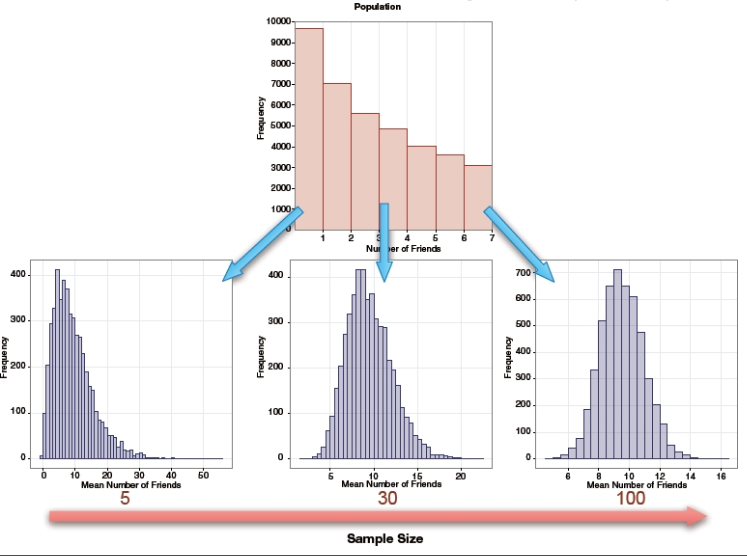 Population
10000
9000
8000
7000
6000
5000
4000
3000
2000
1000
0
Frequency
1 2 3 4 5 6 7
Number of Friends
400
300
200
100
0
Frequency
0 10 20 30 40 50
Mean Number of Friends
5
400
300
200
100
0
Frequency
5 10 15 20
Mean Number of Friends
30
700
600
500
400
300
200
100
0
Frequency
6 8 10 12 14 16
Mean Number of Friends
100
Sample Size